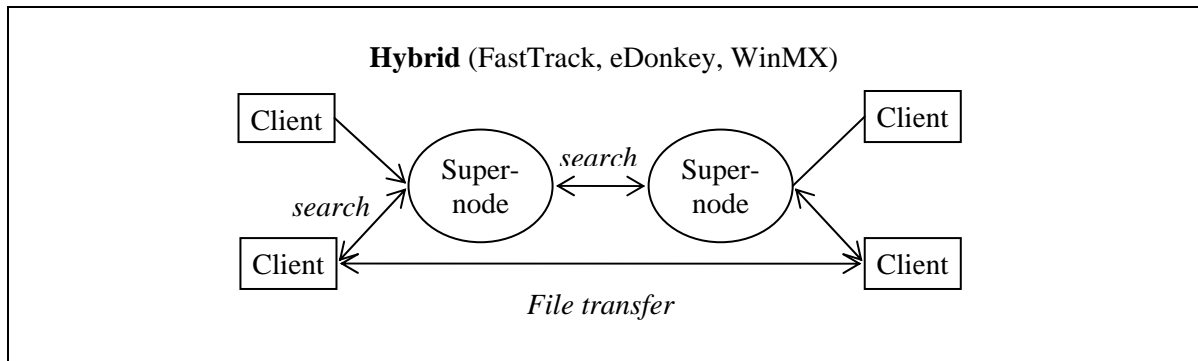 Hybrid (FastTrack, eDonkey, WinMX)
Client
Client
search
Super-
node
Super-
node
search
Client
Client
File transfer